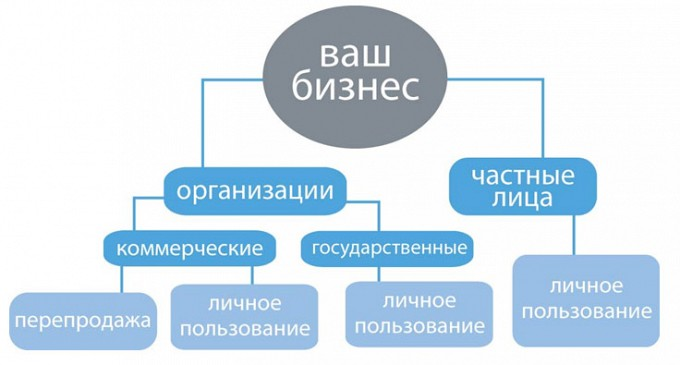 ваш
бизнес
организации
частные
лица
коммерческие
государственные
перепродажа
личное
пользование
личное
пользование
личное
пользование